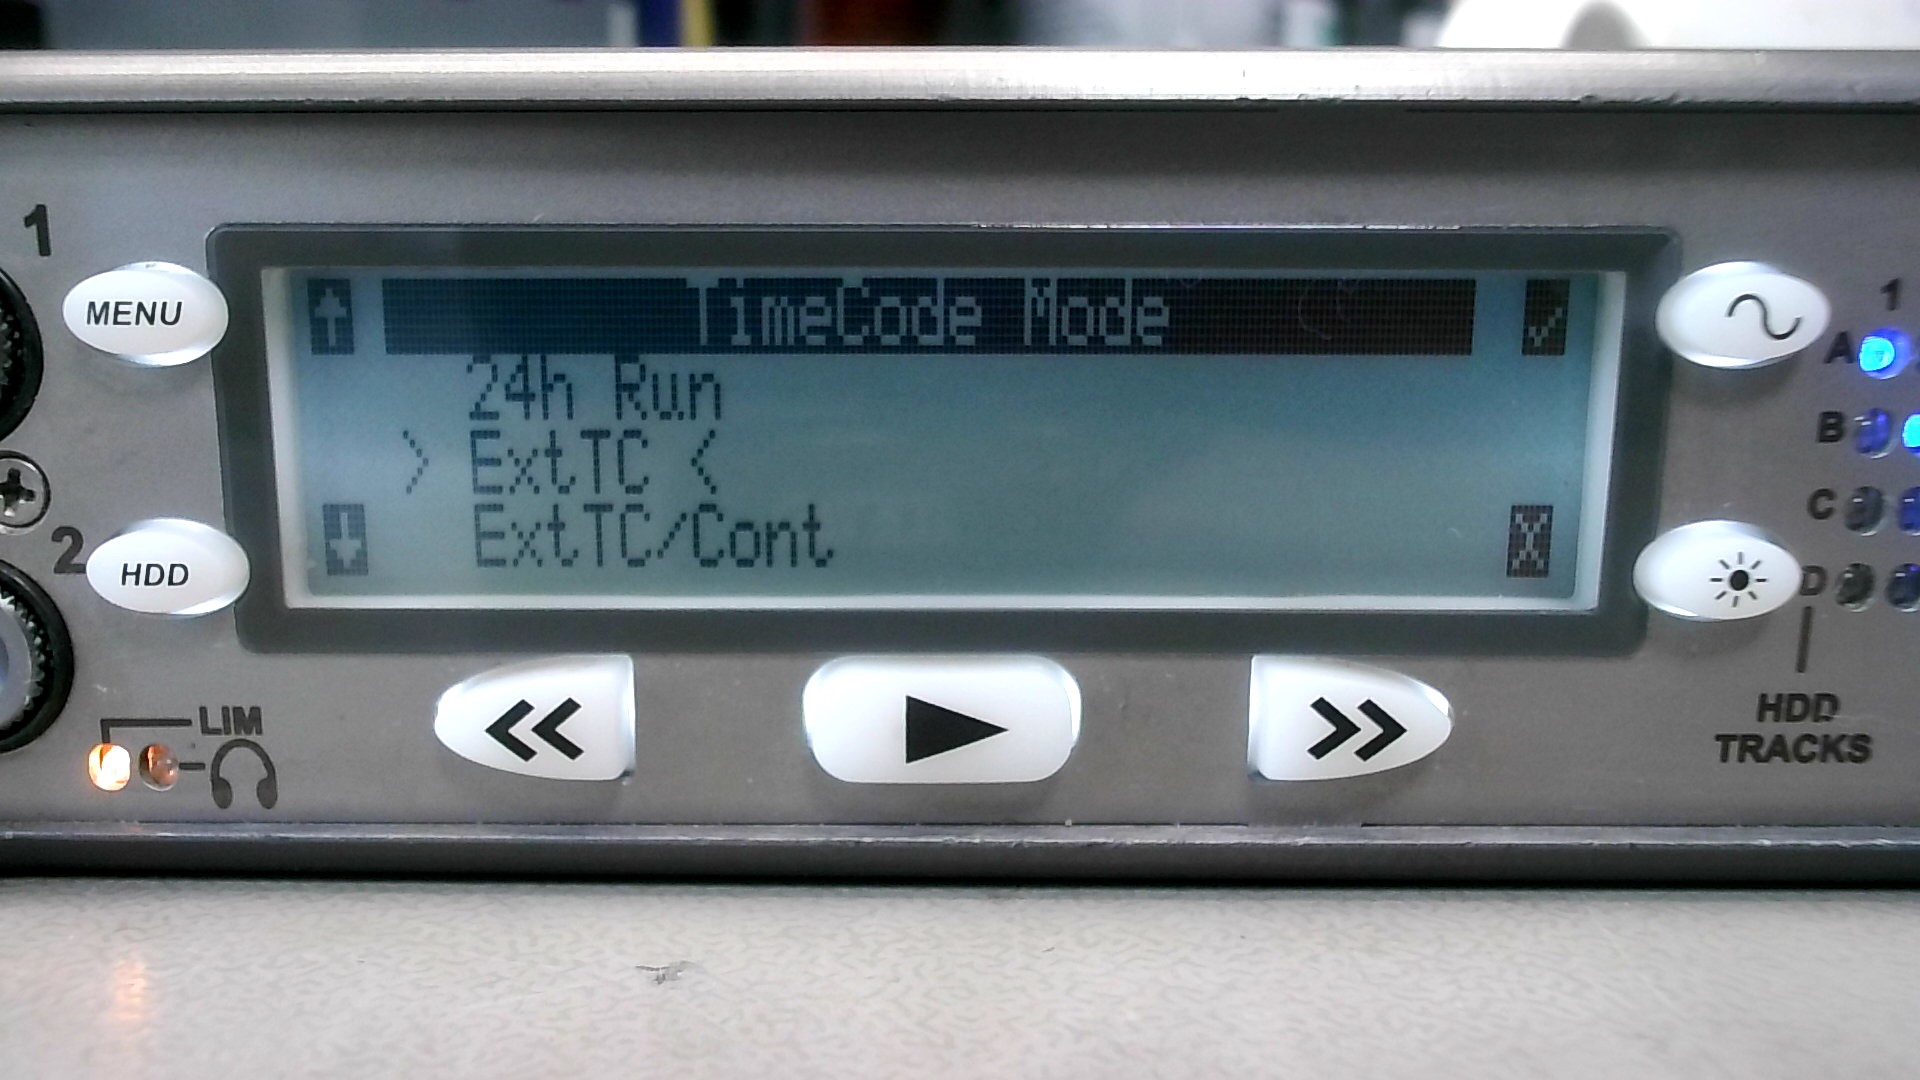 1
MENU
TimeCode Mode
24h Run
> ExtTC <
ExtTC/Cont
2
HDD
LIM
1
A
B
C
D
HDD
TRACKS